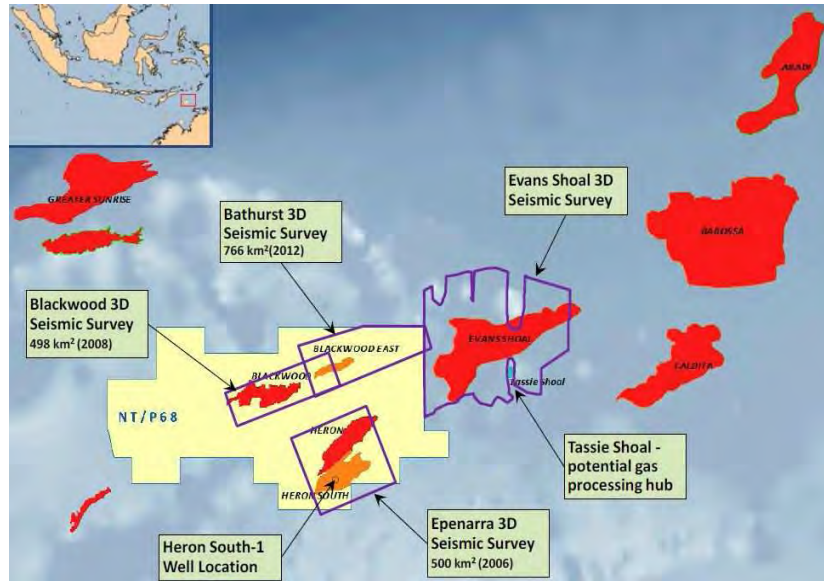 ABADI
GREATER SUNRISE
BAROSSA
Evans Shoal 3D
Seismic Survey
Bathurst 3D
Seismic Survey
766 km² (2012)
Blackwood 3D
Seismic Survey
498 km² (2008)
BLACKWOOD EAST
EVANS SHOAL
BLACKWOOD
CALDITA
Tassie Shoal
NT/P68
HERON
Tassie Shoal -
potential gas
processing hub
HERON SOUTH
Heron South-1
Well Location
Epenarra 3D
Seismic Survey
500 km² (2006)